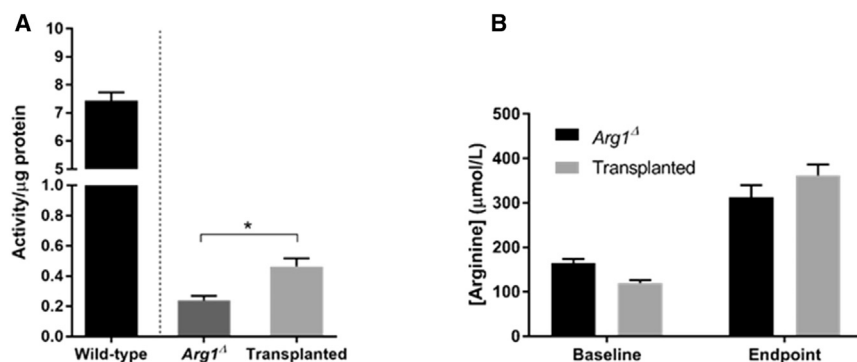 A
Activity/μg protein
10
9
8
7
6
5
1.0
0.8
0.6
0.4
0.2
0.0
*
Wild-type Arg1Δ Transplanted
B
[Arginine] (μmol/L)
500
400
300
200
100
0
Arg1Δ
Transplanted
Baseline Endpoint